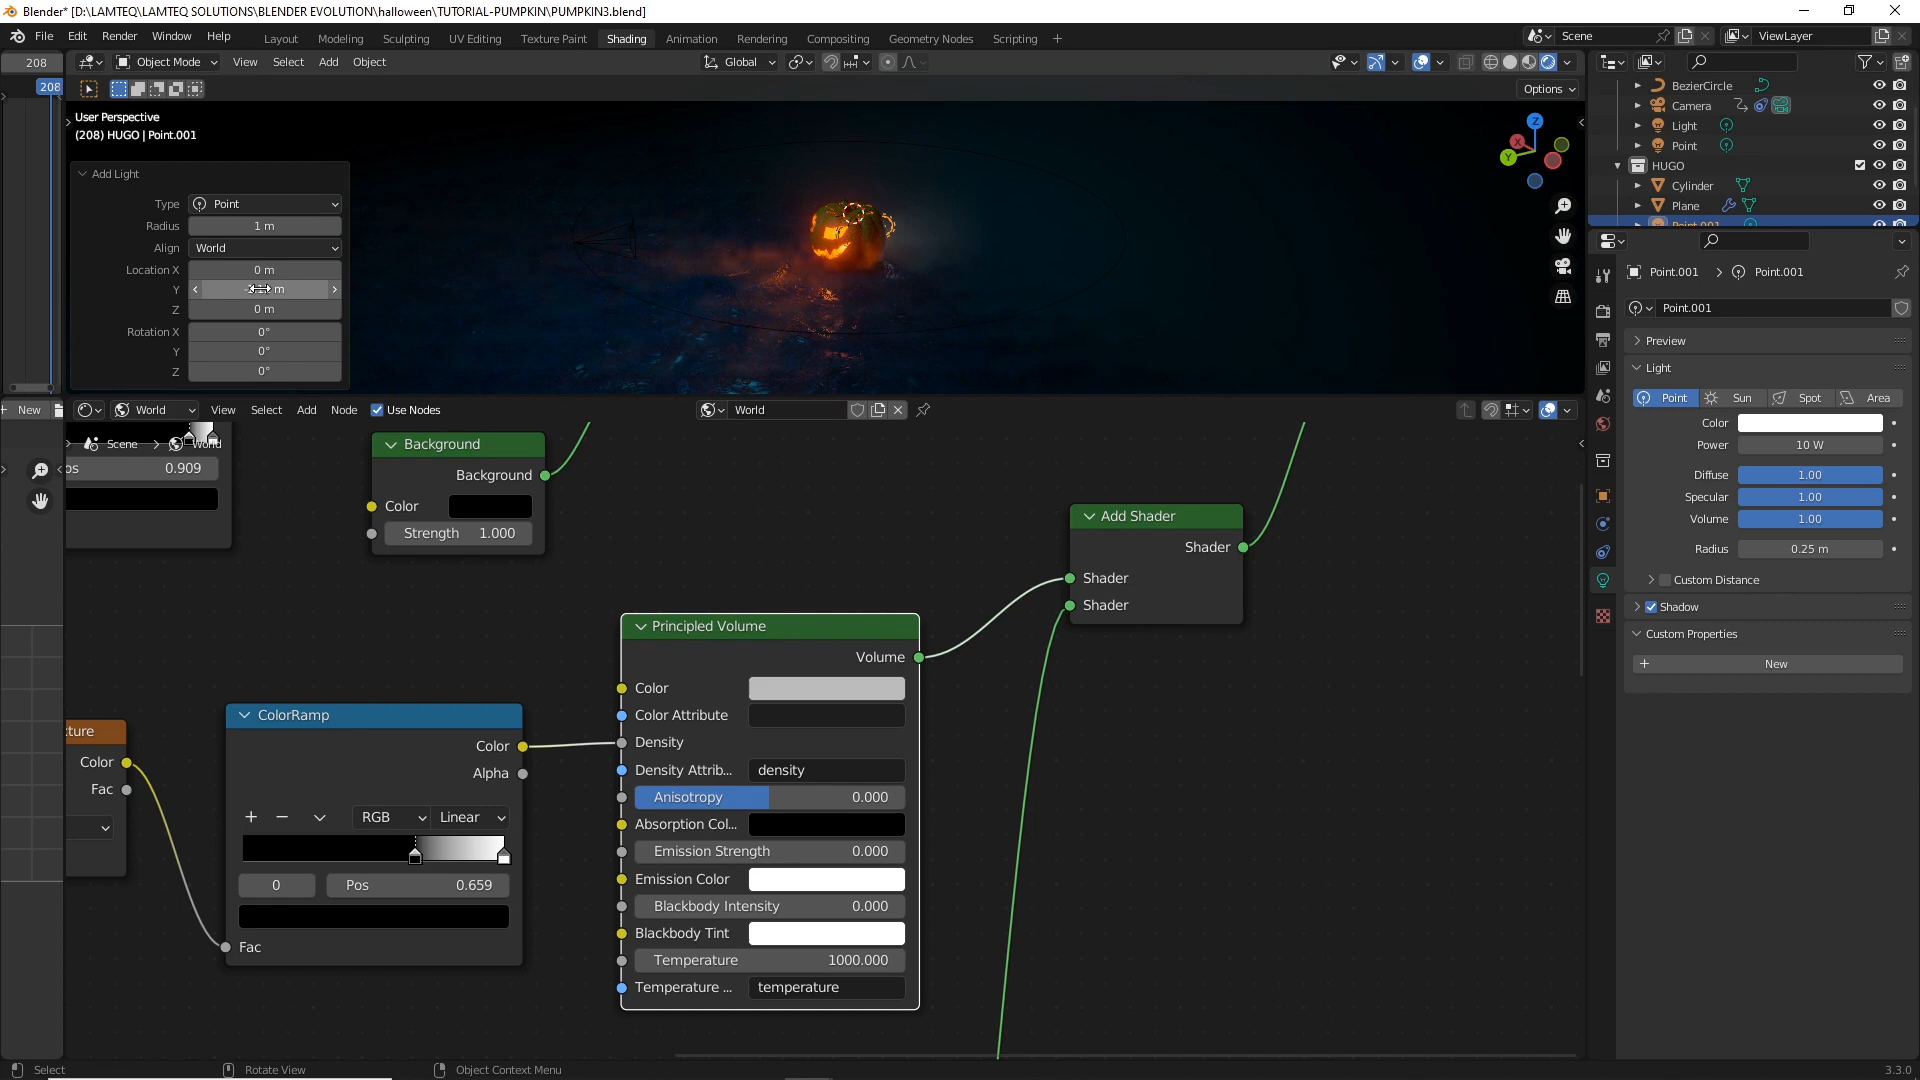 Blender* [D:\LAMTEQ\LAMTEQ SOLUTIONS\BLENDER EVOLUTION\halloween\TUTORIAL-PUMPKIN\PUMPKIN3.blend]
File Edit Render Window Help Layout Modeling Sculpting UV Editing Texture Paint Shading Animation Rendering Compositing Geometry Nodes Scripting + Scene ViewLayer
208 Object Mode View Select Add Object Global
208
Options
User Perspective
(208) HUGO | Point.001
Add Light
Type Point
Radius 1 m
Align World
Location X 0 m
Y m
Z 0 m
Rotation X 0°
Y 0°
Z 0°
BezierCircle
Camera
Light
Point
HUGO
Cylinder
Plane
Point.001
Point.001 > Point.001
Point.001
Preview
Light
Point Sun Spot Area
Color
Power 10 W
Diffuse 1.00
Specular 1.00
Volume 1.00
Radius 0.25 m
Custom Distance
Shadow
Custom Properties
New
New World View Select Add Node Use Nodes World
Scene > World
os 0.909
Background
Background
Color
Strength 1.000
Add Shader
Shader
Shader
Shader
Principled Volume
Volume
Color
Color Attribute
Density
Density Attrib... density
Anisotropy 0.000
Absorption Col...
Emission Strength 0.000
Emission Color
Blackbody Intensity 0.000
Blackbody Tint
Temperature 1000.000
Temperature ... temperature
ture
Color
Fac
ColorRamp
Color
Alpha
RGB Linear
0 Pos 0.659
Fac
Select Rotate View Object Context Menu 3.3.0